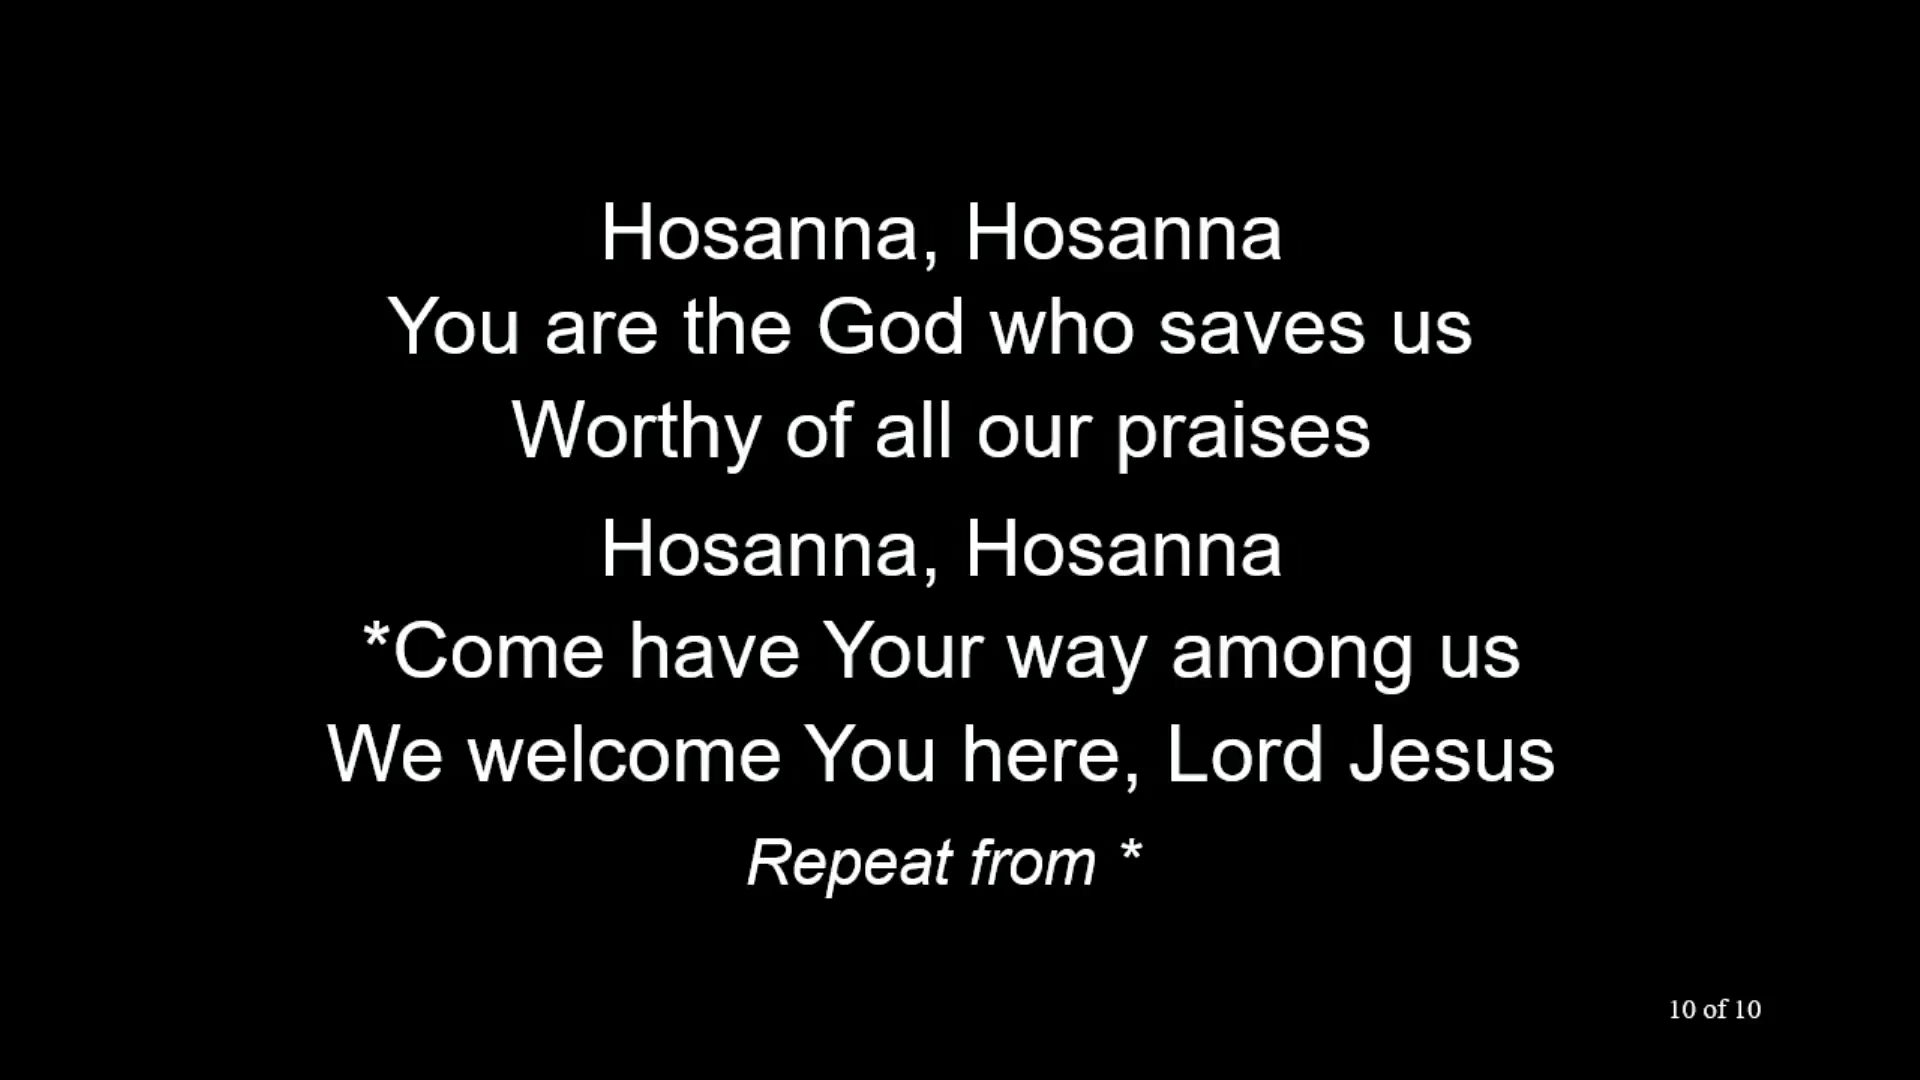 Hosanna, Hosanna
You are the God who saves us
Worthy of all our praises
Hosanna, Hosanna
*Come have Your way among us
We welcome You here, Lord Jesus
Repeat from *
10 of 10